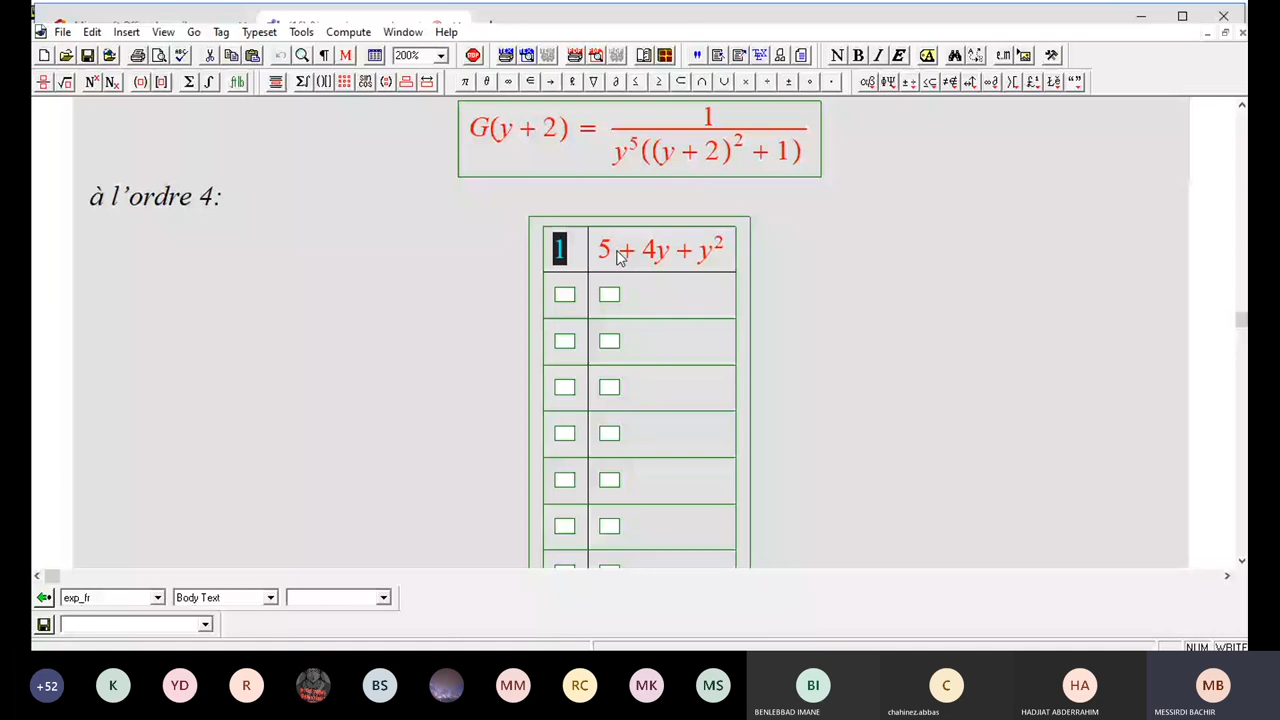 File Edit Insert View Go Tag Typeset Tools Compute Window Help
200%
G(y + 2) = 1 / y⁵((y + 2)² + 1)
à l'ordre 4:
1 5 + 4y + y²
exp_fr Body Text
NUM WRITE
+52 K YD R BS MM RC MK MS BI C HA MB
BENLEBBAD IMANE chahinez.abbas HADJIAT ABDERRAHIM MESSIRDI BACHIR